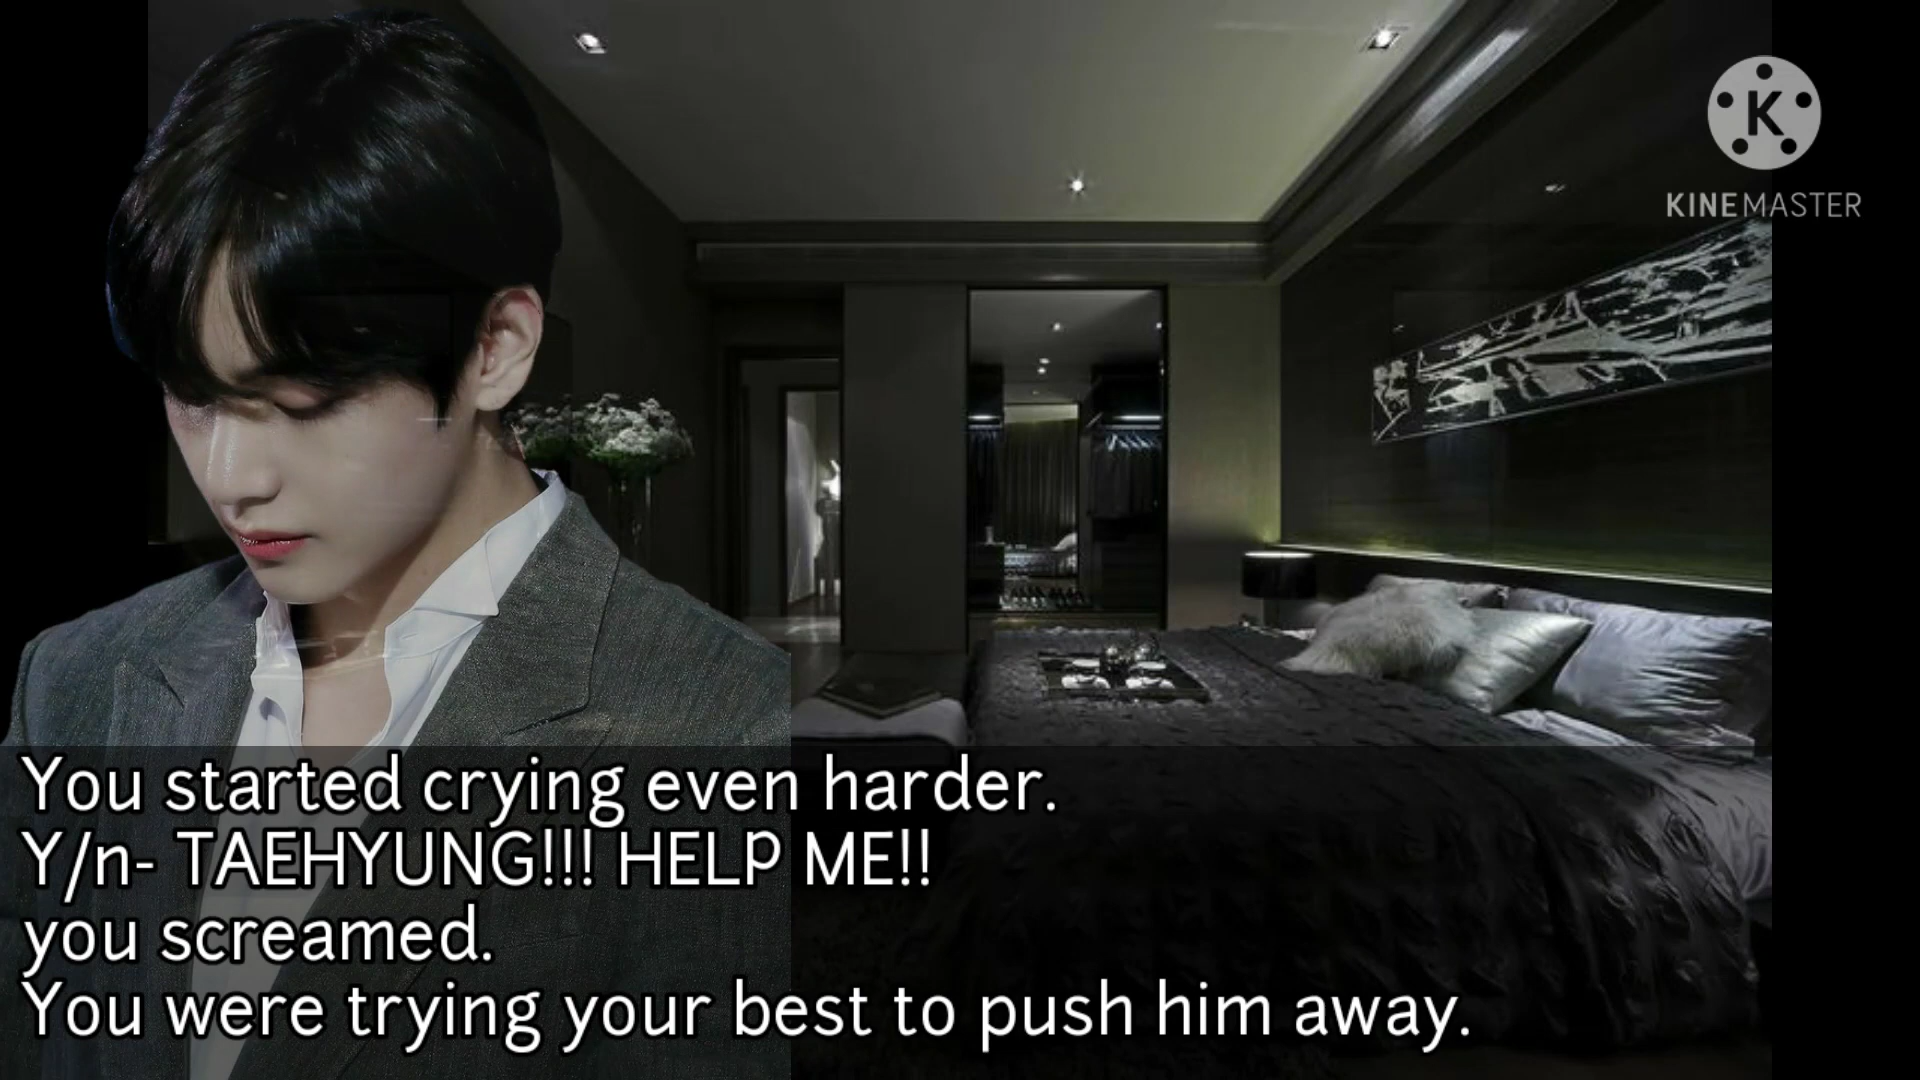 K
KINEMASTER
You started crying even harder.
Y/n- TAEHYUNG!!! HELP ME!!
you screamed.
You were trying your best to push him away.